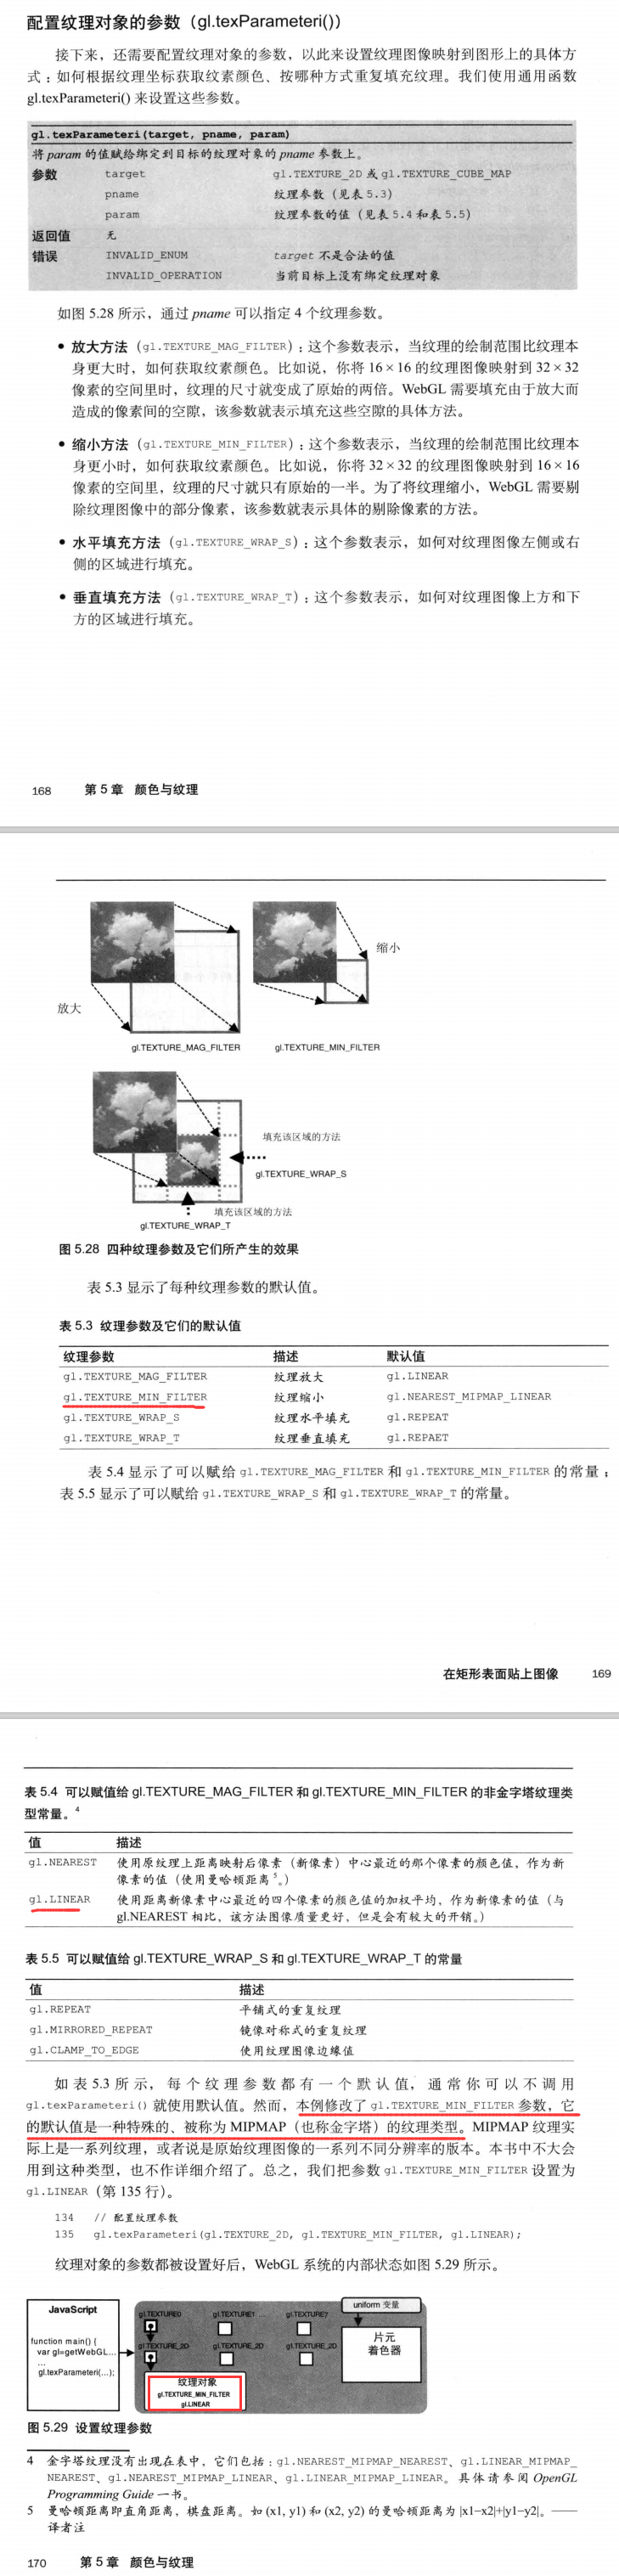 配置纹理对象的参数（gl.texParameteri()）
接下来，还需要配置纹理对象的参数，以此来设置纹理图像映射到图形上的具体方
式：如何根据纹理坐标获取纹素颜色、按哪种方式重复填充纹理。我们使用通用函数
gl.texParameteri() 来设置这些参数。
gl.texParameteri(target, pname, param)
将 param 的值赋给绑定到目标的纹理对象的 pname 参数上。
参数 target gl.TEXTURE_2D 或 gl.TEXTURE_CUBE_MAP
pname 纹理参数（见表 5.3）
param 纹理参数的值（见表 5.4 和表 5.5）
返回值 无
错误 INVALID_ENUM target 不是合法的值
INVALID_OPERATION 当前目标上没有绑定纹理对象
如图 5.28 所示，通过 pname 可以指定 4 个纹理参数。
● 放大方法（gl.TEXTURE_MAG_FILTER）：这个参数表示，当纹理的绘制范围比纹理本
身更大时，如何获取纹素颜色。比如说，你将 16×16 的纹理图像映射到 32×32
像素的空间里时，纹理的尺寸就变成了原始的两倍。WebGL 需要填充由于放大而
造成的像素间的空隙，该参数就表示填充这些空隙的具体方法。
● 缩小方法（gl.TEXTURE_MIN_FILTER）：这个参数表示，当纹理的绘制范围比纹理本
身更小时，如何获取纹素颜色。比如说，你将 32×32 的纹理图像映射到 16×16
像素的空间里，纹理的尺寸就只有原始的一半。为了将纹理缩小，WebGL 需要剔
除纹理图像中的部分像素，该参数就表示具体的剔除像素的方法。
● 水平填充方法（gl.TEXTURE_WRAP_S）：这个参数表示，如何对纹理图像左侧或右
侧的区域进行填充。
● 垂直填充方法（gl.TEXTURE_WRAP_T）：这个参数表示，如何对纹理图像上方和下
方的区域进行填充。
168 第 5 章 颜色与纹理
缩小
放大
gl.TEXTURE_MAG_FILTER gl.TEXTURE_MIN_FILTER
填充该区域的方法
gl.TEXTURE_WRAP_S
填充该区域的方法
gl.TEXTURE_WRAP_T
图 5.28 四种纹理参数及它们所产生的效果
表 5.3 显示了每种纹理参数的默认值。
表 5.3 纹理参数及它们的默认值
纹理参数 描述 默认值
gl.TEXTURE_MAG_FILTER 纹理放大 gl.LINEAR
gl.TEXTURE_MIN_FILTER 纹理缩小 gl.NEAREST_MIPMAP_LINEAR
gl.TEXTURE_WRAP_S 纹理水平填充 gl.REPEAT
gl.TEXTURE_WRAP_T 纹理垂直填充 gl.REPAET
表 5.4 显示了可以赋给 gl.TEXTURE_MAG_FILTER 和 gl.TEXTURE_MIN_FILTER 的常量；
表 5.5 显示了可以赋给 gl.TEXTURE_WRAP_S 和 gl.TEXTURE_WRAP_T 的常量。
在矩形表面贴上图像 169
表 5.4 可以赋值给 gl.TEXTURE_MAG_FILTER 和 gl.TEXTURE_MIN_FILTER 的非金字塔纹理类
型常量。4
值 描述
gl.NEAREST 使用原纹理上距离映射后像素（新像素）中心最近的那个像素的颜色值，作为新
像素的值（使用曼哈顿距离5。）
gl.LINEAR 使用距离新像素中心最近的四个像素的颜色值的加权平均，作为新像素的值（与
gl.NEAREST 相比，该方法图像质量更好，但是会有较大的开销。）
表 5.5 可以赋值给 gl.TEXTURE_WRAP_S 和 gl.TEXTURE_WRAP_T 的常量
值 描述
gl.REPEAT 平铺式的重复纹理
gl.MIRRORED_REPEAT 镜像对称式的重复纹理
gl.CLAMP_TO_EDGE 使用纹理图像边缘值
如表 5.3 所示，每个纹理参数都有一个默认值，通常你可以不调用
gl.texParameteri() 就使用默认值。然而，本例修改了 gl.TEXTURE_MIN_FILTER 参数，它
的默认值是一种特殊的、被称为 MIPMAP（也称金字塔）的纹理类型。MIPMAP 纹理实
际上是一系列纹理，或者说是原始纹理图像的一系列不同分辨率的版本。本书中不大会
用到这种类型，也不作详细介绍了。总之，我们把参数 gl.TEXTURE_MIN_FILTER 设置为
gl.LINEAR（第 135 行）。
134 // 配置纹理参数
135 gl.texParameteri(gl.TEXTURE_2D, gl.TEXTURE_MIN_FILTER, gl.LINEAR);
纹理对象的参数都被设置好后，WebGL 系统的内部状态如图 5.29 所示。
JavaScript
function main() {
var gl=getWebGL...
...
gl.texParameteri(...);
gl.TEXTURE0 gl.TEXTURE1 gl.TEXTURE7
gl.TEXTURE_2D gl.TEXTURE_2D gl.TEXTURE_2D
纹理对象
gl.TEXTURE_MIN_FILTER
gl.LINEAR
uniform 变量
片元
着色器
图 5.29 设置纹理参数
4 金字塔纹理没有出现在表中，它们包括：gl.NEAREST_MIPMAP_NEAREST、gl.LINEAR_MIPMAP_
NEAREST、gl.NEAREST_MIPMAP_LINEAR、gl.LINEAR_MIPMAP_LINEAR。具体请参阅 OpenGL
Programming Guide 一书。
5 曼哈顿距离即直角距离，棋盘距离。如 (x1, y1) 和 (x2, y2) 的曼哈顿距离为 |x1−x2|+|y1−y2|。——
译者注
170 第 5 章 颜色与纹理